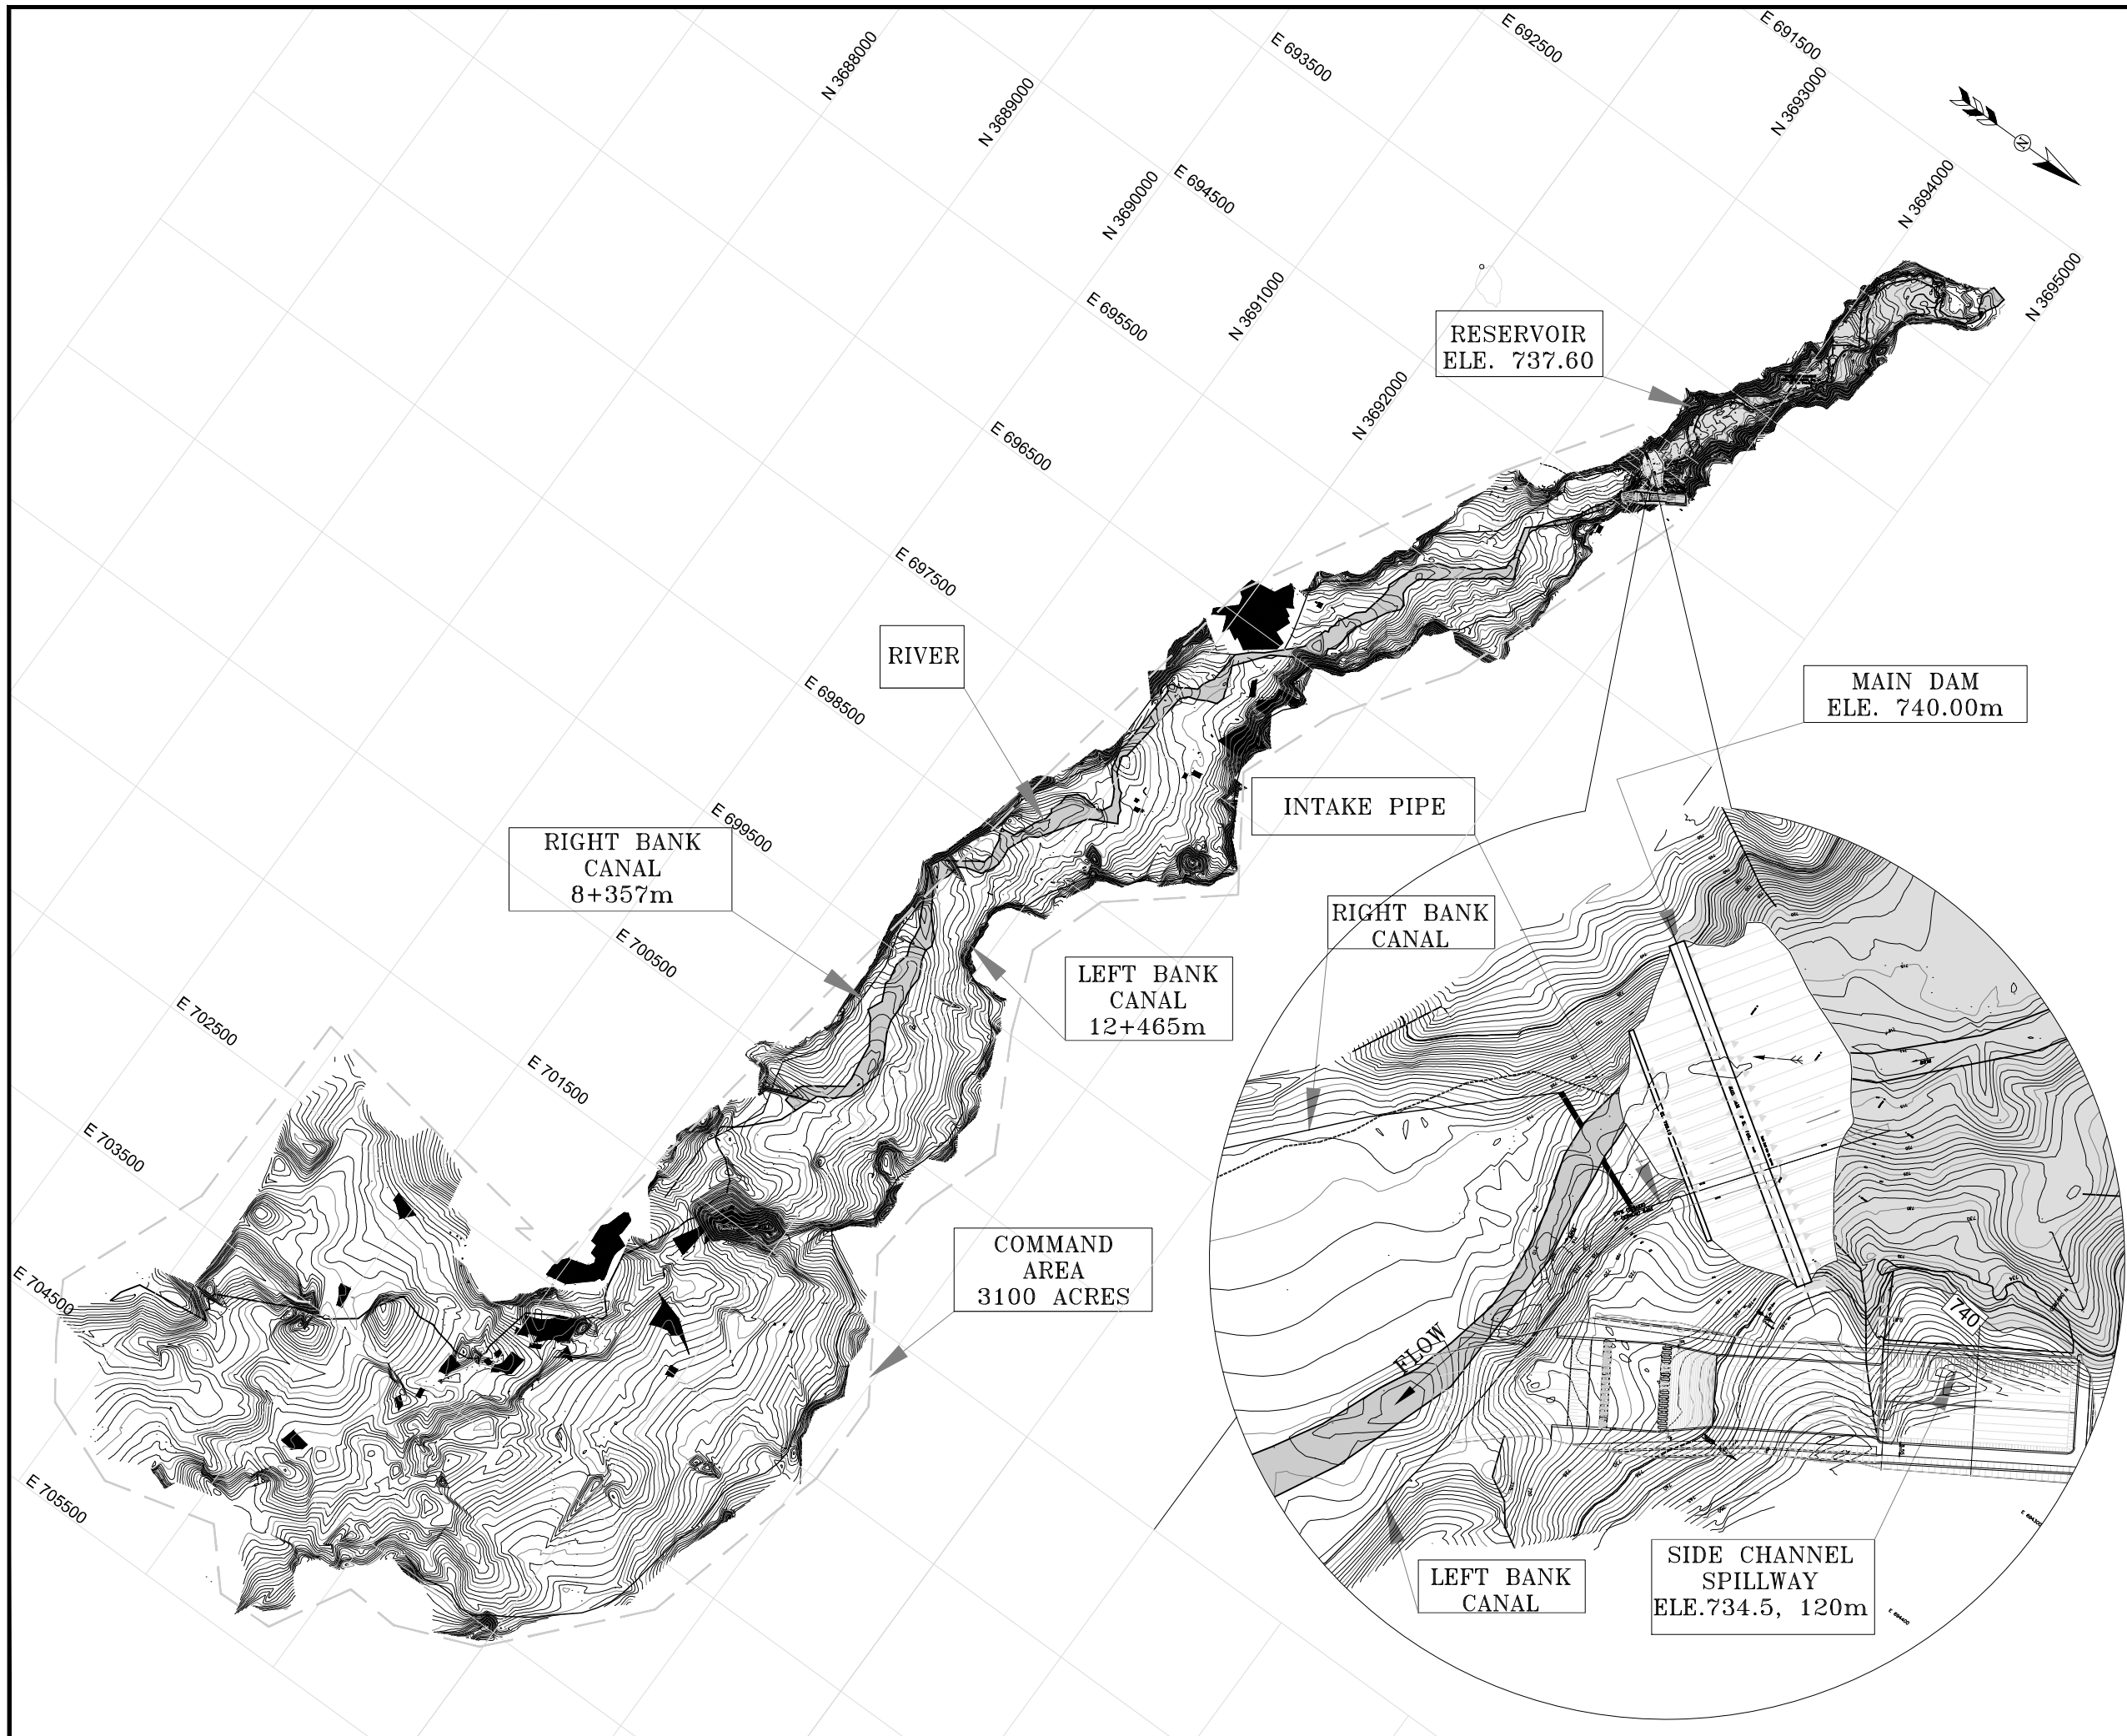 E 691500
E 692500
E 693500
N 3688000
N 3693000
N 3689000
E 694500
N 3690000
N 3694000
N 3691000
E 695500
N 3695000
RESERVOIR
ELE. 737.60
N 3692000
E 696500
E 697500
RIVER
E 698500
MAIN DAM
ELE. 740.00m
INTAKE PIPE
E 699500
RIGHT BANK
CANAL
8+357m
RIGHT BANK
CANAL
E 700500
LEFT BANK
CANAL
12+465m
E 702500
E 701500
E 703500
COMMAND
AREA
3100 ACRES
E 704500
740
FLOW
E 705500
LEFT BANK
CANAL
SIDE CHANNEL
SPILLWAY
ELE.734.5, 120m
N